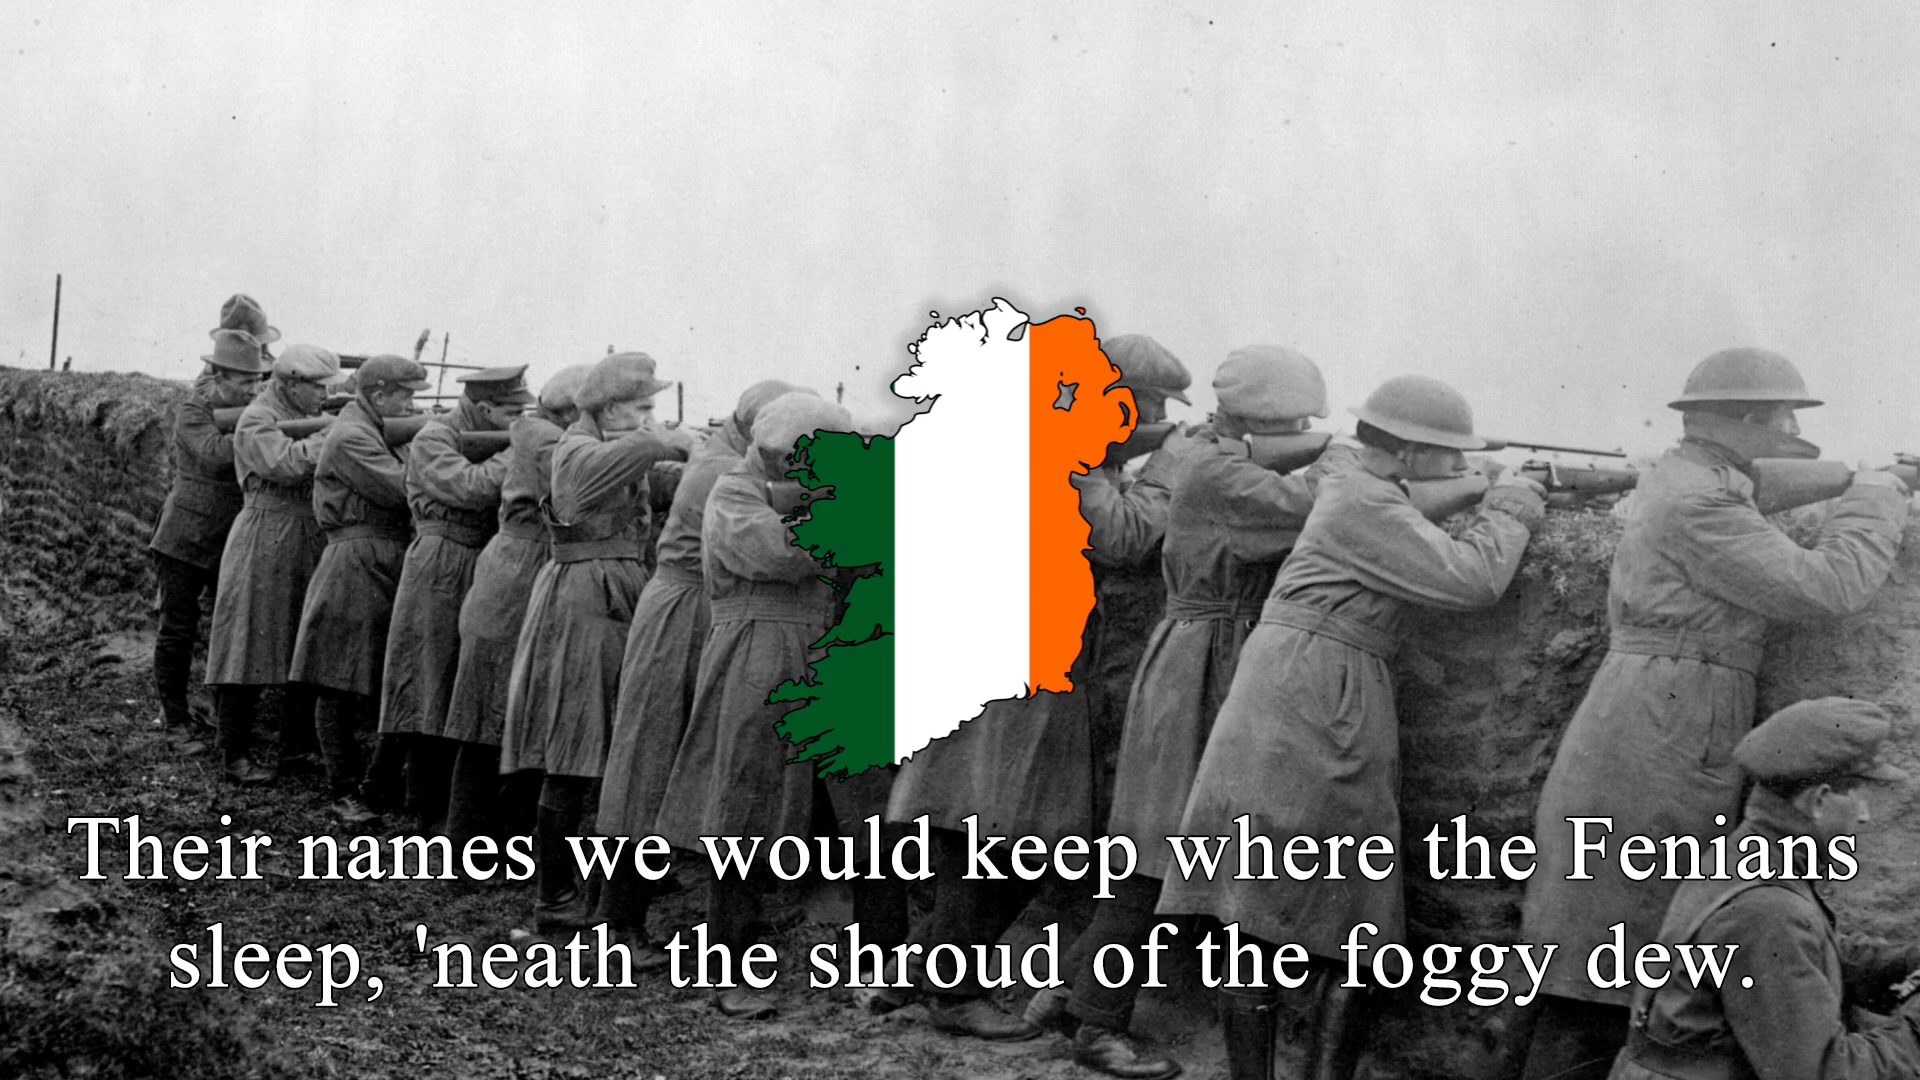 Their names we would keep where the Fenians
sleep, 'neath the shroud of the foggy dew.